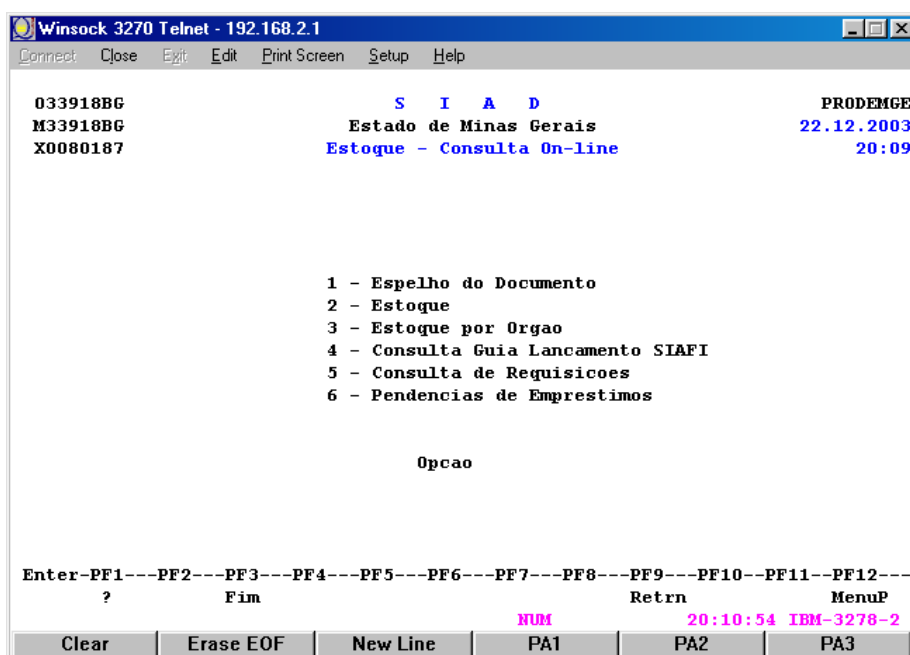 Winsock 3270 Telnet - 192.168.2.1
Connect Close Exit Edit Print Screen Setup Help
033918BG S I A D PRODEMGE
M33918BG Estado de Minas Gerais 22.12.2003
X0080187 Estoque - Consulta On-line 20:09
1 - Espelho do Documento
2 - Estoque
3 - Estoque por Orgao
4 - Consulta Guia Lancamento SIAFI
5 - Consulta de Requisicoes
6 - Pendencias de Emprestimos
Opcao
Enter-PF1---PF2---PF3---PF4---PF5---PF6---PF7---PF8---PF9---PF10--PF11--PF12---
? Fim Retrn MenuP
NUM 20:10:54 IBM-3278-2
Clear Erase EOF New Line PA1 PA2 PA3